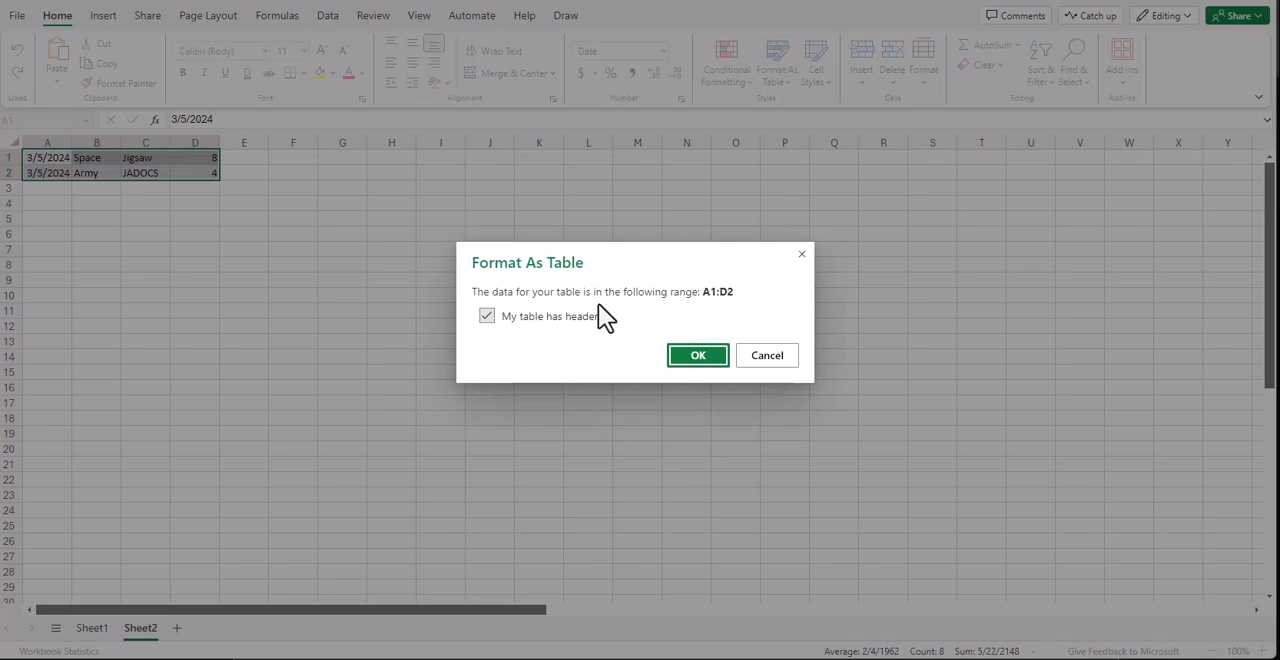 File Home Insert Share Page Layout Formulas Data Review View Automate Help Draw Comments Catch up Editing Share
Paste Cut Copy Format Painter
Calibri (Body) 11
B I U D ab A
Wrap Text
Merge & Center
Date
$ % 9
Conditional Formatting Format As Table Cell Styles
Insert Delete Format
AutoSum
Clear
Sort & Filter Find & Select
Add-ins
Undo Clipboard Font Alignment Number Styles Cells Editing Add-ins
A1 fx 3/5/2024
A B C D E F G H I J K L M N O P Q R S T U V W X Y
1 3/5/2024 Space Jigsaw 8
2 3/5/2024 Army JADOCS 4
3
4
5
6
7
8
9
10
11
12
13
14
15
16
17
18
19
20
21
22
23
24
25
26
27
28
29
30
Format As Table
The data for your table is in the following range: A1:D2
My table has header
OK Cancel
Sheet1 Sheet2 +
Workbook Statistics Average: 2/4/1962 Count: 8 Sum: 5/22/2148 Give Feedback to Microsoft 100%